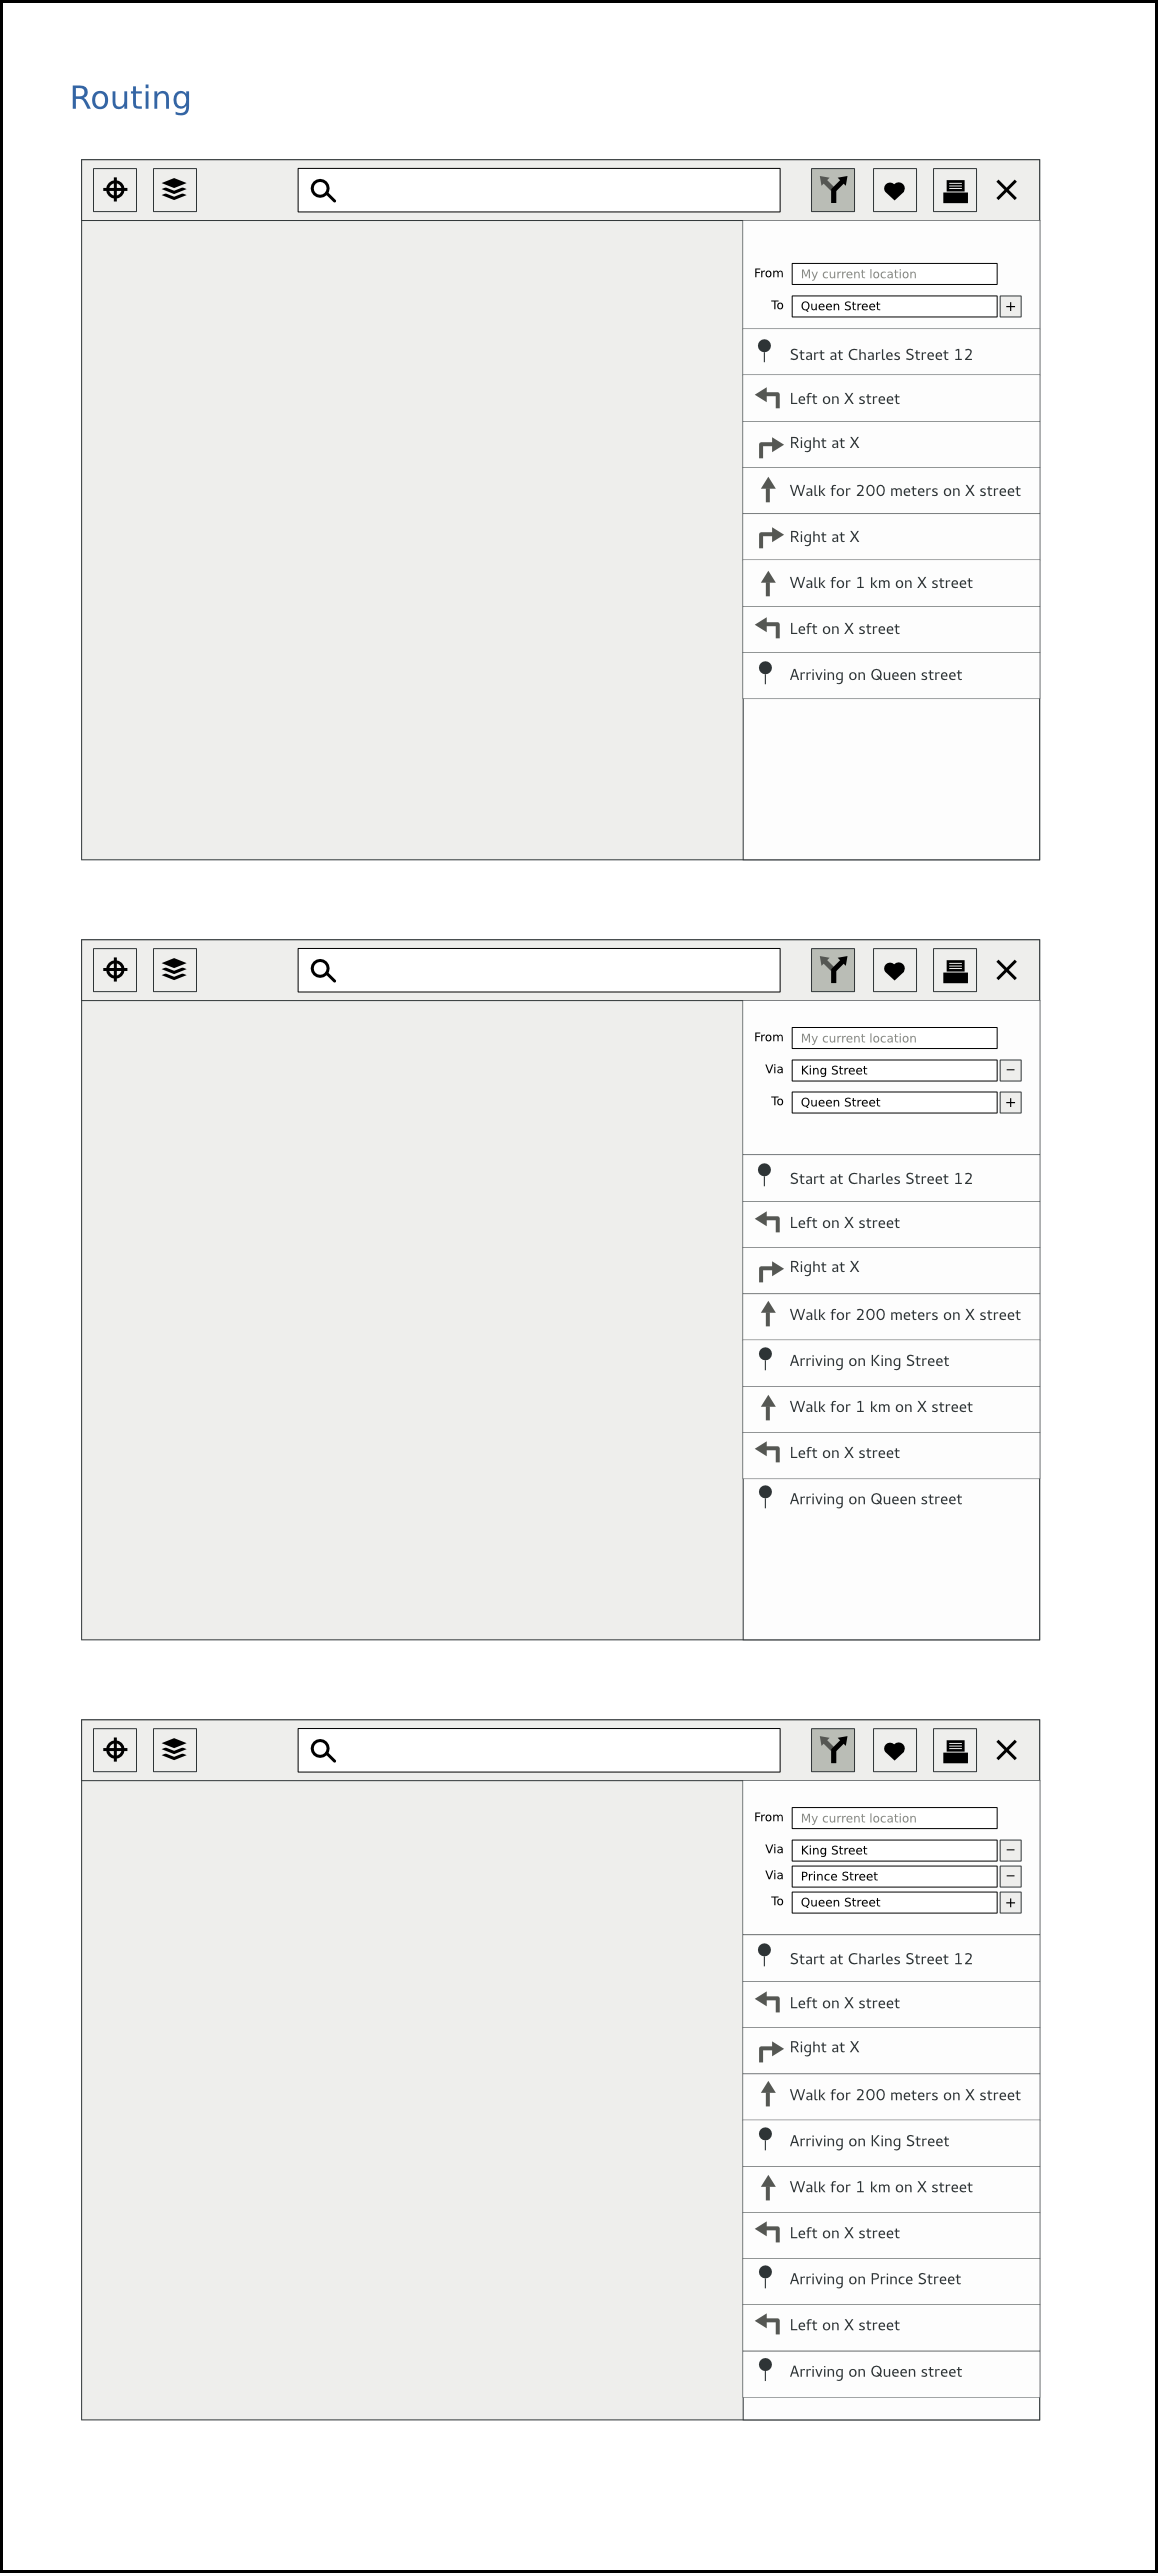 Routing
From My current location
To Queen Street +
Start at Charles Street 12
Left on X street
Right at X
Walk for 200 meters on X street
Right at X
Walk for 1 km on X street
Left on X street
Arriving on Queen street
From My current location
Via King Street −
To Queen Street +
Start at Charles Street 12
Left on X street
Right at X
Walk for 200 meters on X street
Arriving on King Street
Walk for 1 km on X street
Left on X street
Arriving on Queen street
From My current location
Via King Street −
Via Prince Street −
To Queen Street +
Start at Charles Street 12
Left on X street
Right at X
Walk for 200 meters on X street
Arriving on King Street
Walk for 1 km on X street
Left on X street
Arriving on Prince Street
Left on X street
Arriving on Queen street